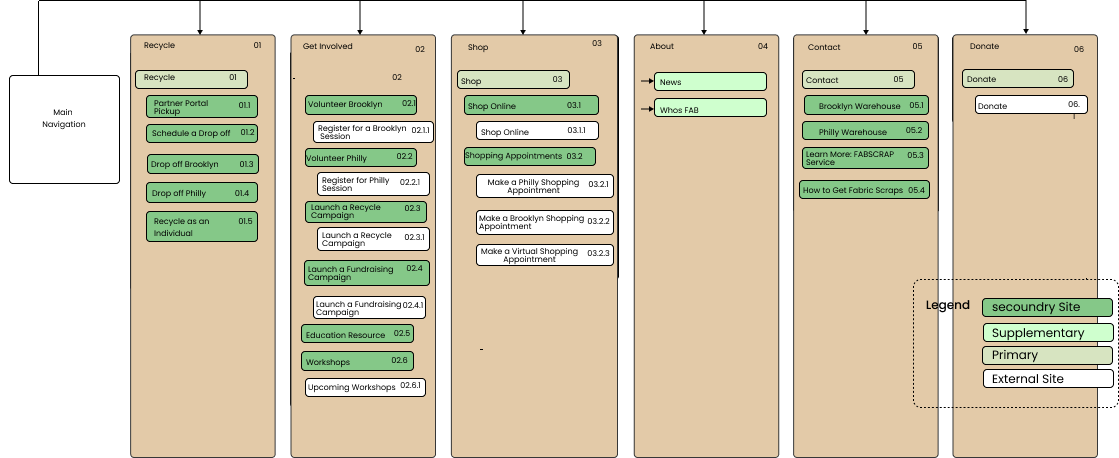 Main
Navigation
Recycle 01
Recycle 01
Partner Portal
Pickup 01.1
Schedule a Drop off 01.2
Drop off Brooklyn 01.3
Drop off Philly 01.4
Recycle as an 01.5
Individual
Get Involved 02
02
Volunteer Brooklyn 02.1
Register for a Brooklyn 02.1.1
Session
Volunteer Philly 02.2
Register for Philly 02.2.1
Session
Launch a Recycle 02.3
Campaign
Launch a Recycle 02.3.1
Campaign
Launch a Fundraising 02.4
Campaign
Launch a Fundraising 02.4.1
Campaign
Education Resource 02.5
Workshops 02.6
Upcoming Workshops 02.6.1
Shop 03
Shop 03
Shop Online 03.1
Shop Online 03.1.1
Shopping Appointments 03.2
Make a Philly Shopping 03.2.1
Appointment
Make a Brooklyn Shopping 03.2.2
Appointment
Make a Virtual Shopping 03.2.3
Appointment
About 04
News
Whos FAB
Contact 05
Contact 05
Brooklyn Warehouse 05.1
Philly Warehouse 05.2
Learn More: FABSCRAP 05.3
Service
How to Get Fabric Scraps 05.4
Donate 06
Donate 06
Donate 06.
1
Legend
secoundry Site
Supplementary
Primary
External Site